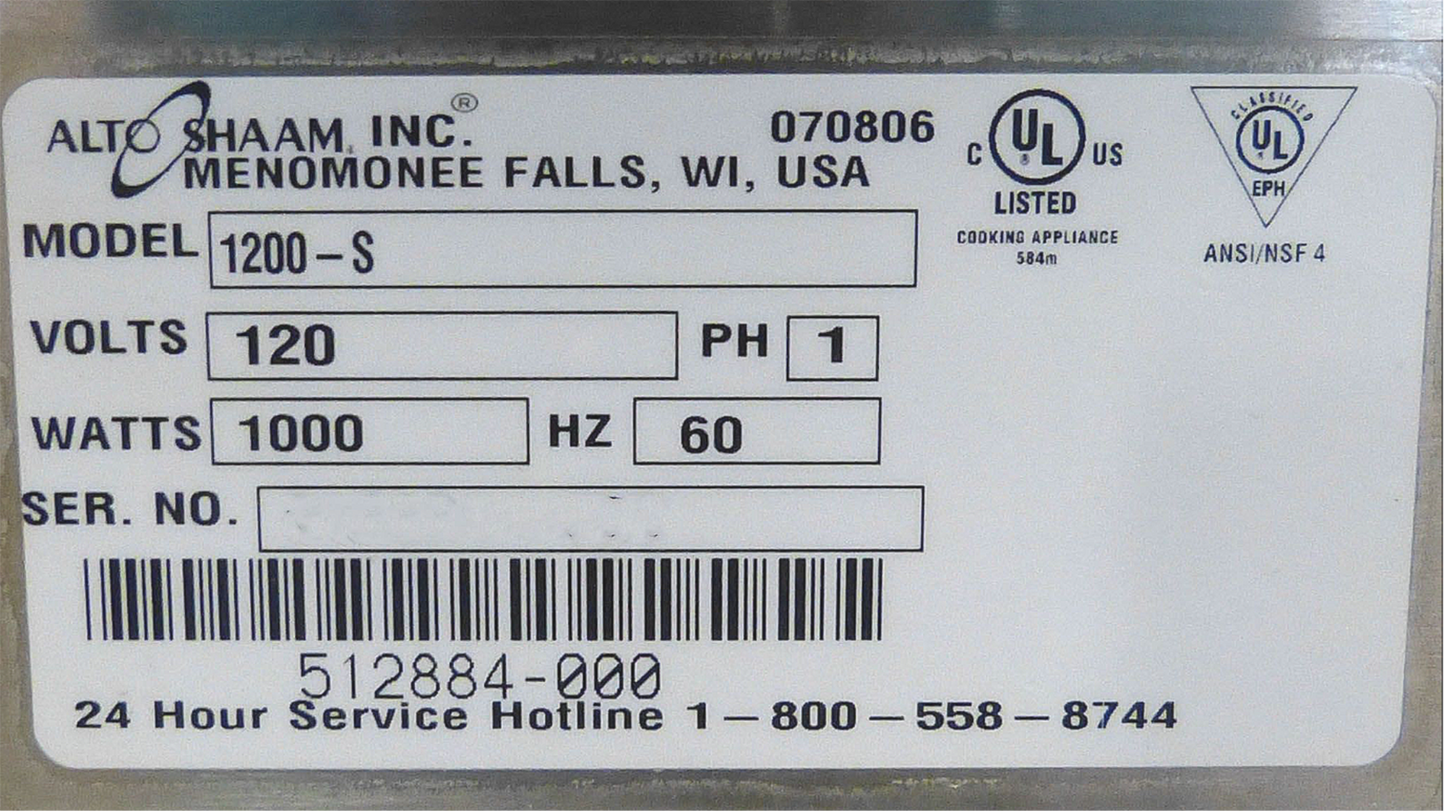 ALTO SHAAM, INC.® 070806
MENOMONEE FALLS, WI, USA
C UL ® US
LISTED
COOKING APPLIANCE
584m
CLASSIFIED
UL ®
EPH
ANSI/NSF 4
MODEL 1200-S
VOLTS 120 PH 1
WATTS 1000 HZ 60
SER. NO.
512884-000
24 Hour Service Hotline 1-800-558-8744